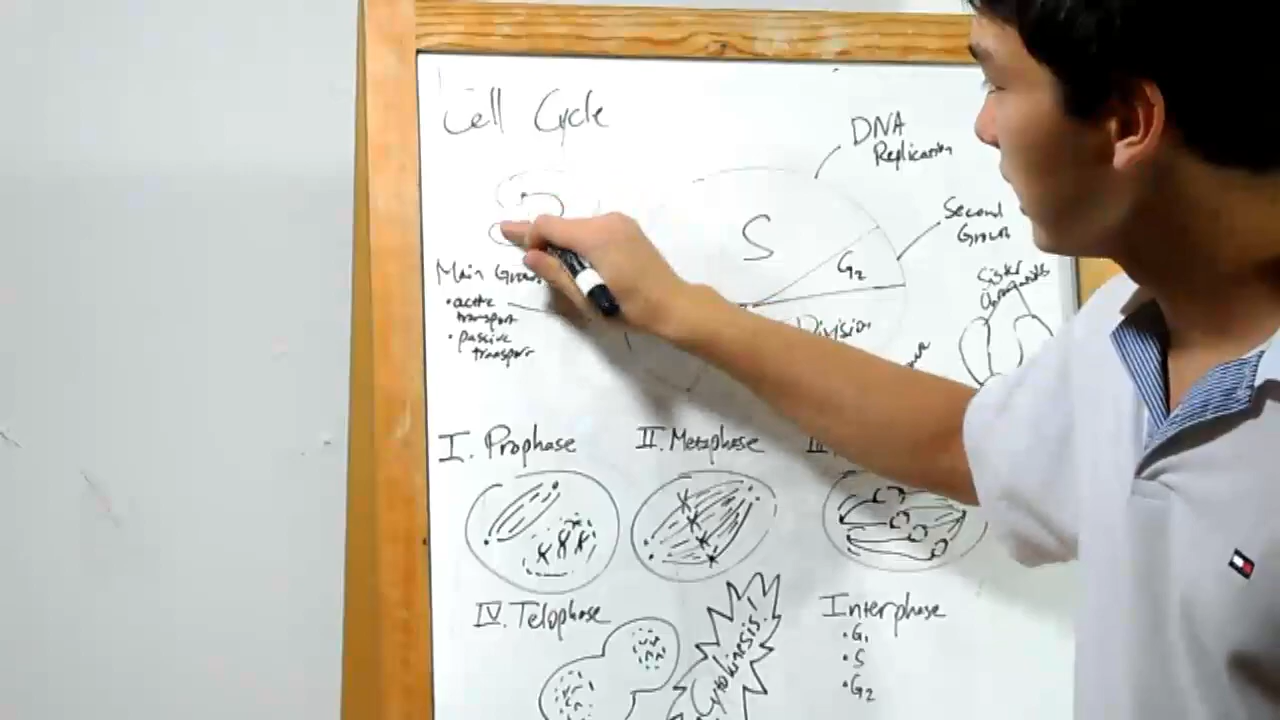 Cell Cycle
DNA
Replication
S
Second
Growth
G2
Main
• active
transport
• passive
transport
Division
Sister
Chromatids
I. Prophase
II. Metaphase
III.
IV. Telophase
Cytokinesis!
Interphase
• G1
• S
• G2